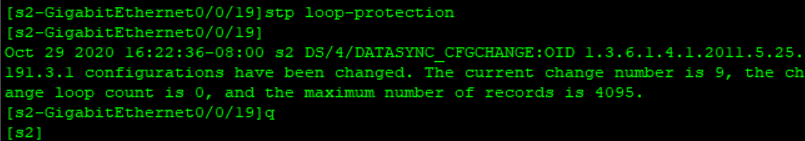 [s2-GigabitEthernet0/0/19]stp loop-protection
[s2-GigabitEthernet0/0/19]
Oct 29 2020 16:22:36-08:00 s2 DS/4/DATASYNC_CFGCHANGE:OID 1.3.6.1.4.1.2011.5.25.
191.3.1 configurations have been changed. The current change number is 9, the ch
ange loop count is 0, and the maximum number of records is 4095.
[s2-GigabitEthernet0/0/19]q
[s2]